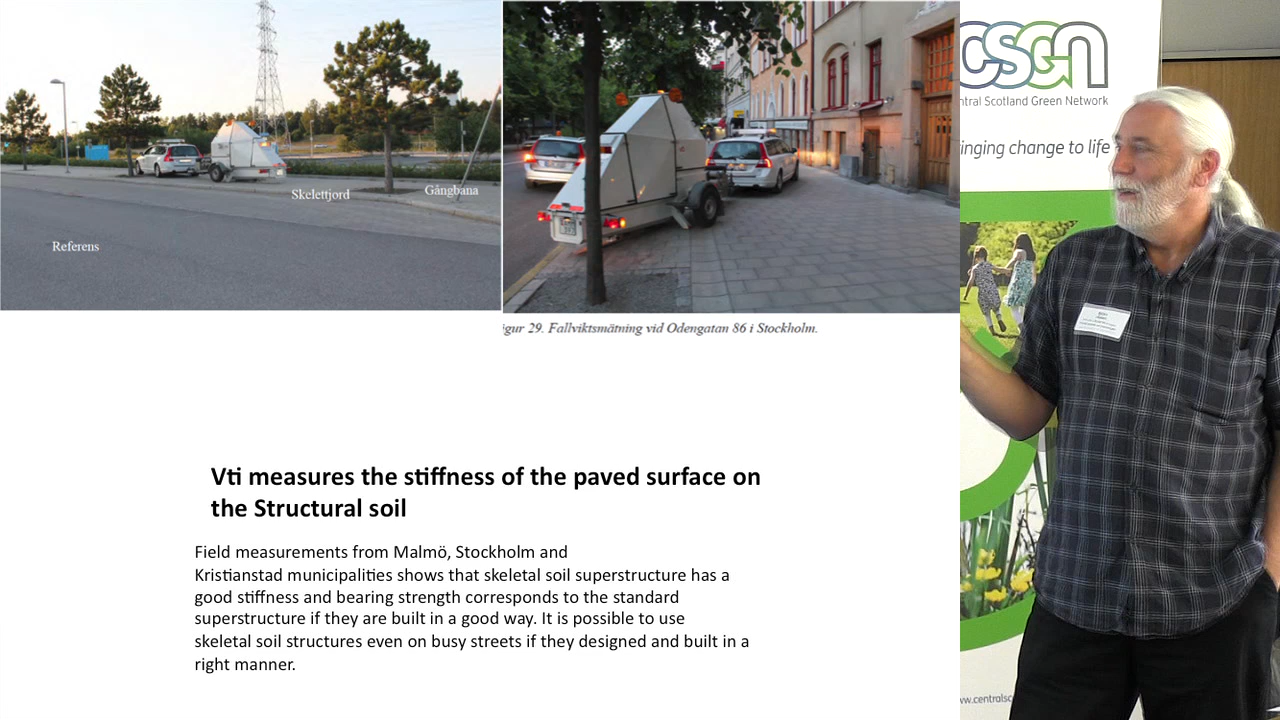 Skelettjord
Gångbana
Referens
gur 29. Fallviktsmätning vid Odengatan 86 i Stockholm.
Vti measures the stiffness of the paved surface on
the Structural soil
Field measurements from Malmö, Stockholm and
Kristianstad municipalities shows that skeletal soil superstructure has a
good stiffness and bearing strength corresponds to the standard
superstructure if they are built in a good way. It is possible to use
skeletal soil structures even on busy streets if they designed and built in a
right manner.
CSGN
ntral Scotland Green Network
inging change to life
ww.centralsc